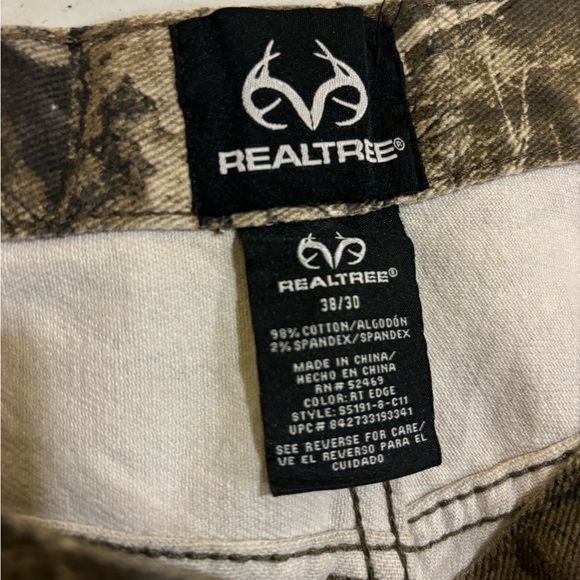 REALTREE®
REALTREE®
38/30
98% COTTON/ALGODÓN
2% SPANDEX/SPANDEX
MADE IN CHINA/
HECHO EN CHINA
RN# 52469
COLOR: RT EDGE
STYLE: S5191-8-C11
UPC# 842733193341
SEE REVERSE FOR CARE/
VE EL REVERSO PARA EL
CUIDADO